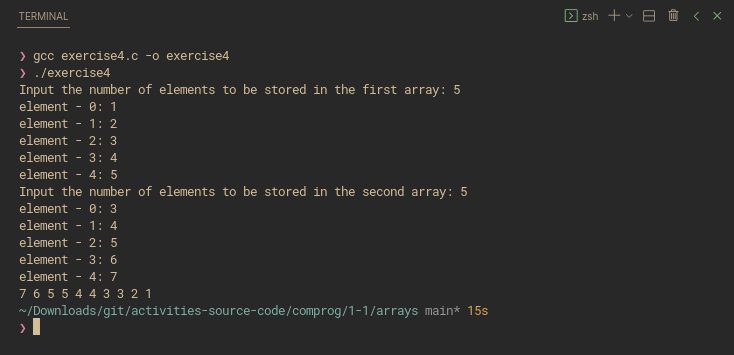 TERMINAL
zsh
❯ gcc exercise4.c -o exercise4
❯ ./exercise4
Input the number of elements to be stored in the first array: 5
element - 0: 1
element - 1: 2
element - 2: 3
element - 3: 4
element - 4: 5
Input the number of elements to be stored in the second array: 5
element - 0: 3
element - 1: 4
element - 2: 5
element - 3: 6
element - 4: 7
7 6 5 5 4 4 3 3 2 1
~/Downloads/git/activities-source-code/comprog/1-1/arrays main* 15s
❯